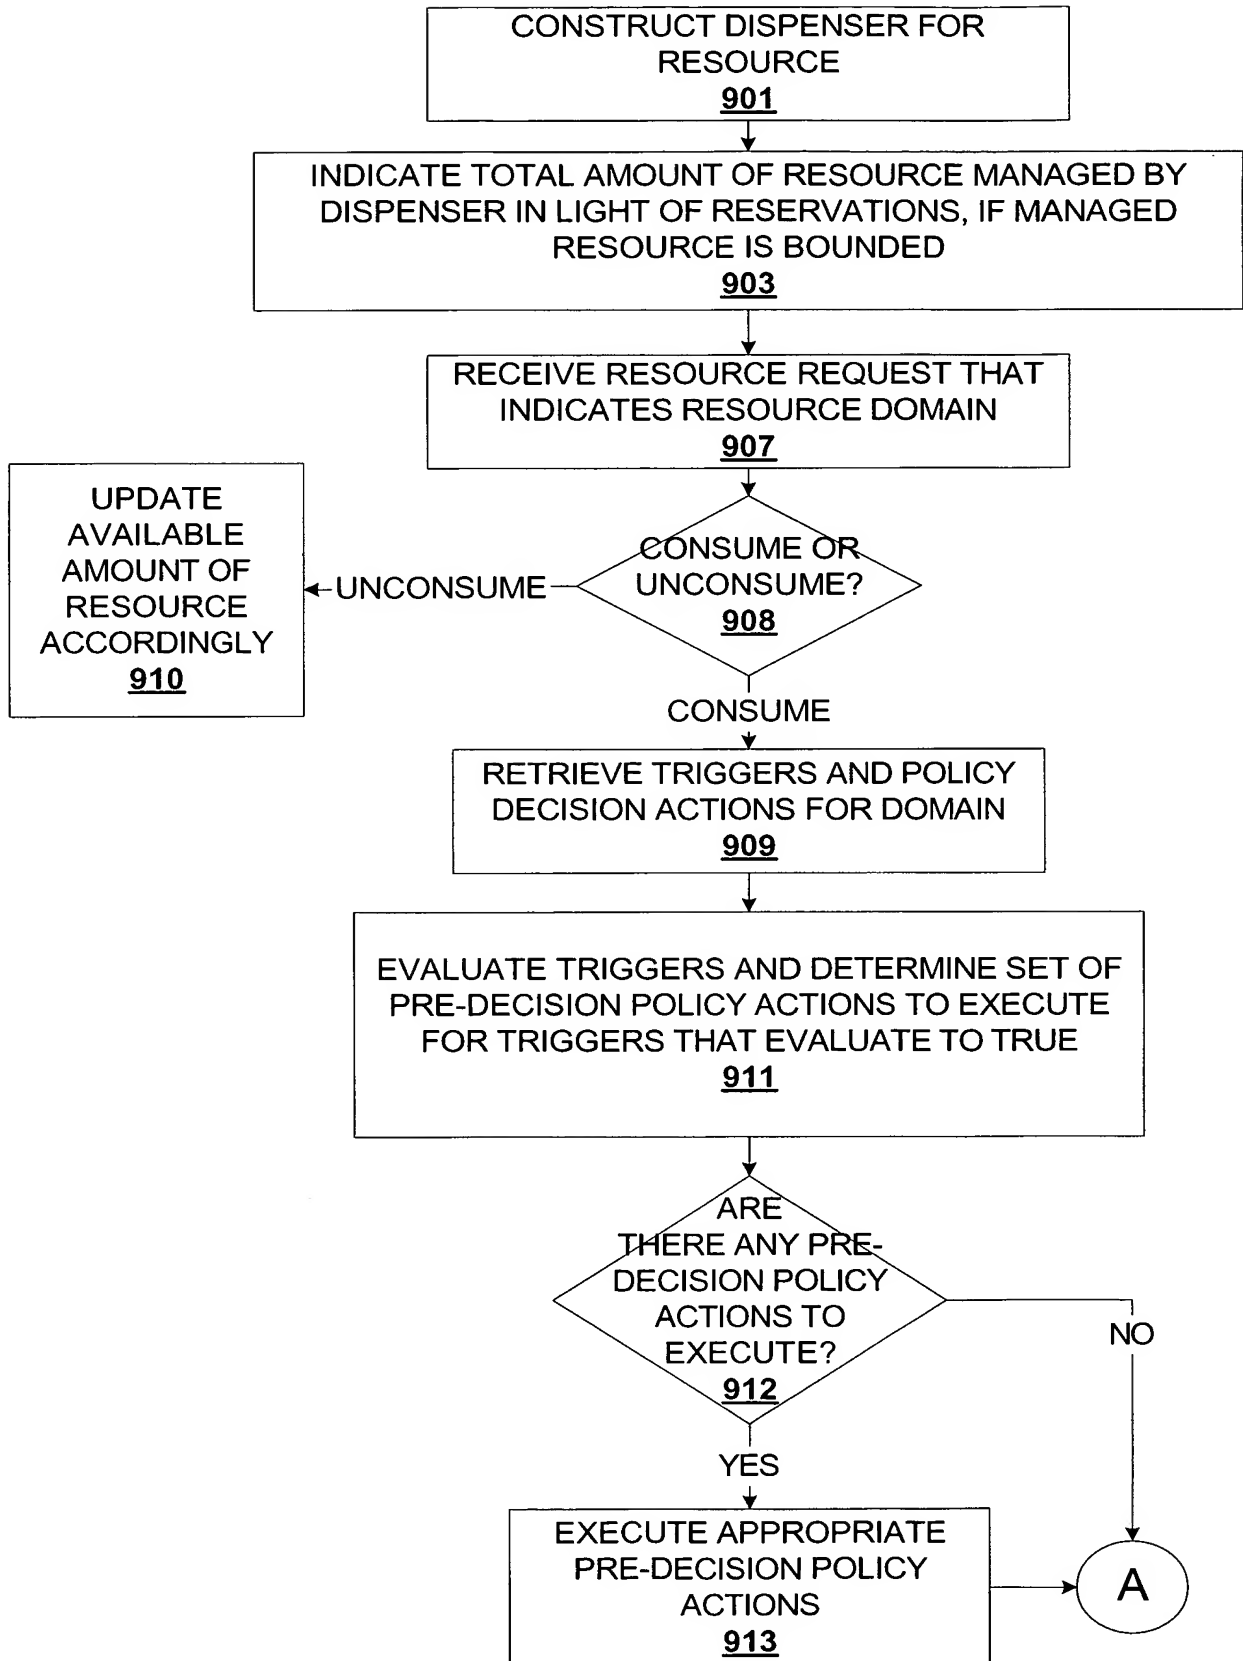 CONSTRUCT DISPENSER FOR
RESOURCE
901
INDICATE TOTAL AMOUNT OF RESOURCE MANAGED BY
DISPENSER IN LIGHT OF RESERVATIONS, IF MANAGED
RESOURCE IS BOUNDED
903
RECEIVE RESOURCE REQUEST THAT
INDICATES RESOURCE DOMAIN
907
CONSUME OR
UNCONSUME?
908
UNCONSUME
UPDATE
AVAILABLE
AMOUNT OF
RESOURCE
ACCORDINGLY
910
CONSUME
RETRIEVE TRIGGERS AND POLICY
DECISION ACTIONS FOR DOMAIN
909
EVALUATE TRIGGERS AND DETERMINE SET OF
PRE-DECISION POLICY ACTIONS TO EXECUTE
FOR TRIGGERS THAT EVALUATE TO TRUE
911
ARE
THERE ANY PRE-
DECISION POLICY
ACTIONS TO
EXECUTE?
912
NO
YES
EXECUTE APPROPRIATE
PRE-DECISION POLICY
ACTIONS
913
A